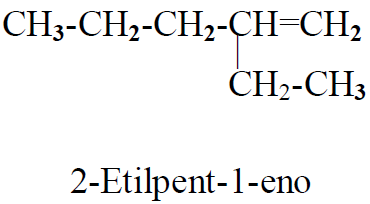 CH₃-CH₂-CH₂-CH=CH₂
CH₂-CH₃
2-Etilpent-1-eno